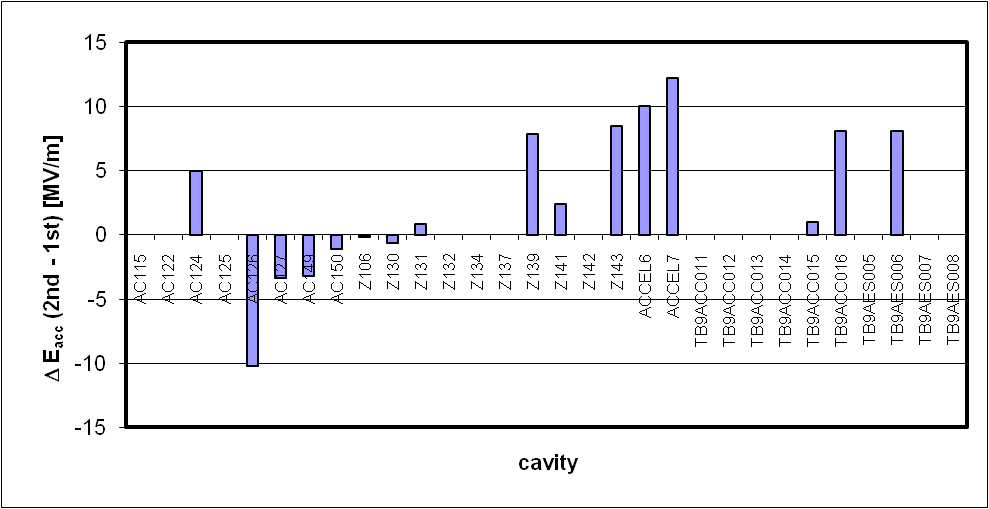 15
10
5
0
-5
-10
-15
Δ Eacc (2nd - 1st) [MV/m]
AC115
AC122
AC124
AC125
AC126
AC127
AC149
AC150
Z106
Z130
Z131
Z132
Z134
Z137
Z139
Z141
Z142
Z143
ACCEL6
ACCEL7
TB9ACC011
TB9ACC012
TB9ACC013
TB9ACC014
TB9ACC015
TB9ACC016
TB9AES005
TB9AES006
TB9AES007
TB9AES008
cavity